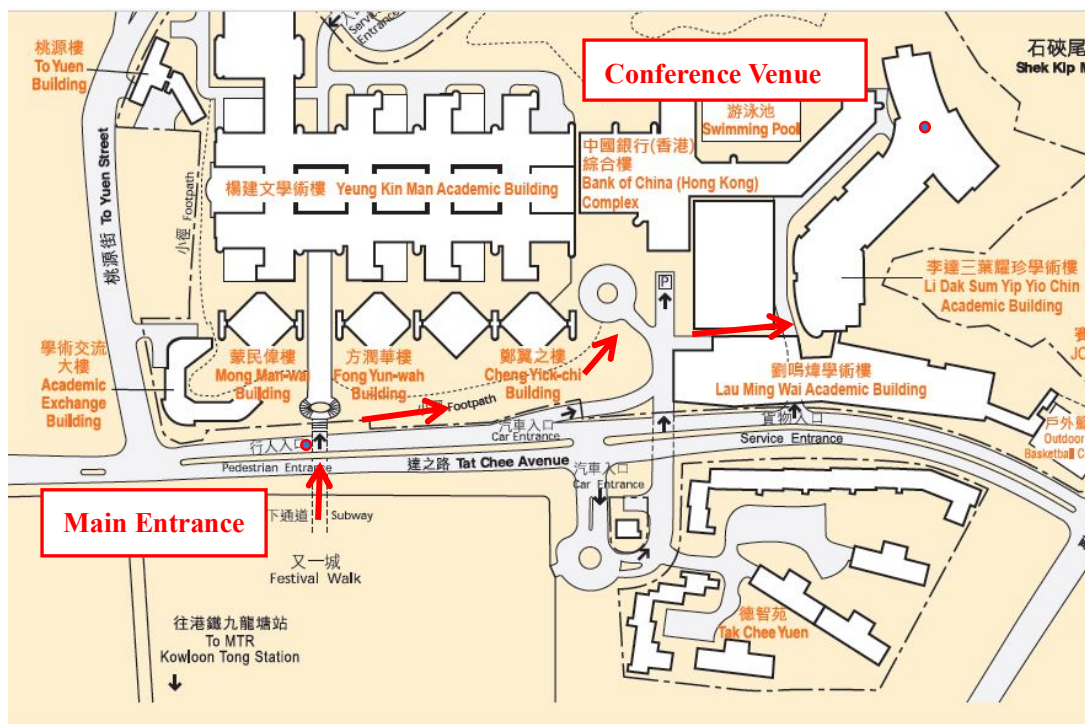 入口
Service
Entrance
桃源樓
To Yuen
Building
Conference Venue
石硤尾
Shek Kip M
游泳池
Swimming Pool
中國銀行(香港)
綜合樓
Bank of China (Hong Kong)
Complex
楊建文學術樓 Yeung Kin Man Academic Building
桃源街 To Yuen Street
小徑 Footpath
P
李達三葉耀珍學術樓
Li Dak Sum Yip Yio Chin
Academic Building
學術交流
大樓
Academic
Exchange
Building
蒙民偉樓
Mong Man-wai
Building
方潤華樓
Fong Yun-wah
Building
鄭翼之樓
Cheng Yick-chi
Building
劉鳴煒學術樓
Lau Ming Wai Academic Building
賓
JC
Footpath
汽車入口
Car Entrance
貨物入口
Service Entrance
戶外籃
Outdoor
Basketball C
行人入口
Pedestrian Entrance
達之路 Tat Chee Avenue
汽車入口
Car Entrance
Main Entrance
下通道 Subway
又一城
Festival Walk
德智苑
Tak Chee Yuen
往港鐵九龍塘站
To MTR
Kowloon Tong Station